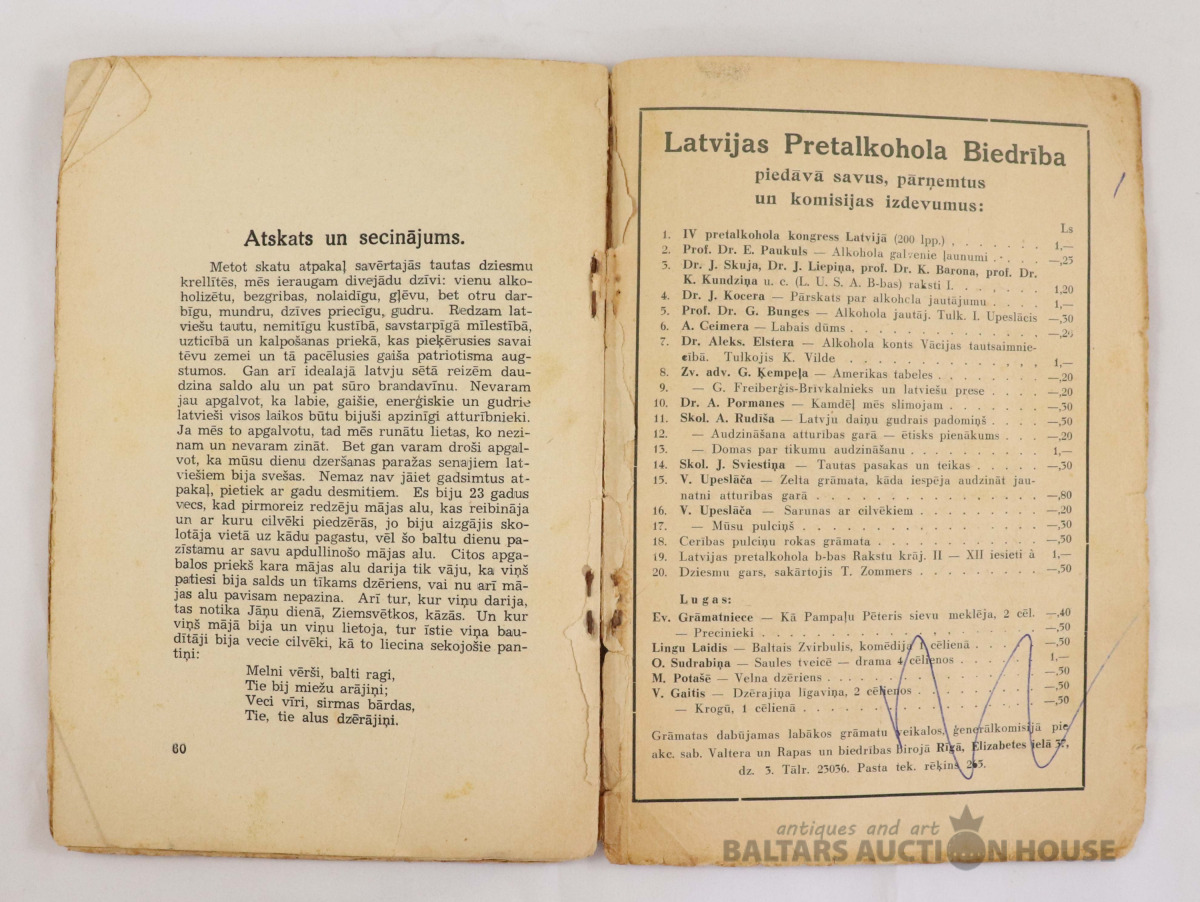 Atskats un secinājums.
Metot skatu atpakaļ savērtajās tautas dziesmu
krellītēs, mēs ieraugam divejādu dzīvi: vienu alko-
holizētu, bezgribas, nolaidīgu, gļēvu, bet otru dar-
bīgu, mundru, dzīves priecīgu, gudru. Redzam lat-
viešu tautu, nemitīgu kustībā, savstarpīgā mīlestībā,
uzticībā un kalpošanas priekā, kas pieķērusies savai
tēvu zemei un tā pacēlusies gaiša patriotisma aug-
stumos. Gan arī idealajā latvju sētā reizēm dau-
dzina saldo alu un pat sūro brandavīnu. Nevaram
jau apgalvot, ka labie, gaišie, enerģiskie un gudrie
latvieši visos laikos būtu bijuši apzinīgi atturībnieki.
Ja mēs to apgalvotu, tad mēs runātu lietas, ko nezi-
nam un nevaram zināt. Bet gan varam droši apgal-
vot, ka mūsu dienu dzeršanas paražas senajiem lat-
viešiem bija svešas. Nemaz nav jāiet gadsimtus at-
pakaļ, pietiek ar gadu desmitiem. Es biju 23 gadus
vecs, kad pirmoreiz redzēju mājas alu, kas reibināja
un ar kuru cilvēki piedzērās, jo biju aizgājis sko-
lotāja vietā uz kādu pagastu, vēl šo baltu dienu pa-
zīstamu ar savu apdullinošo mājas alu. Citos apga-
balos priekš kara mājas alu darija tik vāju, ka viņš
patiesi bija salds un tīkams dzēriens, vai nu arī mā-
jas alu pavisam nepazina. Arī tur, kur viņu darija,
tas notika Jāņu dienā, Ziemsvētkos, kāzās. Un kur
viņš mājā bija un viņu lietoja, tur īstie viņa bau-
dītāji bija vecie cilvēki, kā to liecina sekojošie pan-
tiņi:
Melni vērši, balti ragi,
Tie bij miežu arājiņi;
Veci vīri, sirmas bārdas,
Tie, tie alus dzērājiņi.
60
Latvijas Pretalkohola Biedrība
piedāvā savus, pārņemtus
un komisijas izdevumus:
Ls
1. IV pretalkohola kongress Latvijā (200 lpp.) . . . . . . 1,—
2. Prof. Dr. E. Paukuls — Alkohola galvenie ļaunumi . . . . —,25
3. Dr. J. Skuja, Dr. J. Liepiņa, prof. Dr. K. Barona, prof. Dr.
K. Kundziņa u. c. (L. U. S. A. B-bas) raksti I. . . . . . 1,20
4. Dr. J. Kocera — Pārskats par alkohola jautājumu . . . . 1,—
5. Prof. Dr. G. Bunges — Alkohola jautāj. Tulk. I. Upeslācis —,30
6. A. Ceimera — Labais dūms . . . . . . . . . . —,20
7. Dr. Aleks. Elstera — Alkohola konts Vācijas tautsaimnie-
cībā. Tulkojis K. Vilde . . . . . . . . . . 1,—
8. Zv. adv. G. Ķempeļa — Amerikas tabeles . . . . . . —,20
9. — G. Freiberģis-Brīvkalnieks un latviešu prese . . . . —,20
10. Dr. A. Pormanes — Kamdēļ mēs slimojam . . . . . . —,30
11. Skol. A. Rudiša — Latvju daiņu gudrais padomiņš . . . . —,50
12. — Audzināšana atturības garā — ētisks pienākums . . . —,20
13. — Domas par tikumu audzināšanu . . . . . . . 1,—
14. Skol. J. Sviestiņa — Tautas pasakas un teikas . . . . . —,30
15. V. Upeslāča — Zelta grāmata, kāda iespēja audzināt jau-
natni atturības garā . . . . . . . . . . . —,80
16. V. Upeslāča — Sarunas ar cilvēkiem . . . . . . . —,20
17. — Mūsu pulciņš . . . . . . . . . . . . —,30
18. Cerības pulciņu rokas grāmata . . . . . . . . —,50
19. Latvijas pretalkohola b-bas Rakstu krāj. II — XII iesieti à 1,—
20. Dziesmu gars, sakārtojis T. Zommers . . . . . . . —,50
Lugas:
Ev. Grāmatniece — Kā Pampaļu Pēteris sievu meklēja, 2 cēl. —,40
— Precinieki . . . . . . . . . . . . . —,50
Lingu Laidis — Baltais Zvirbulis, komēdija 1 cēlienā . . . . —,50
O. Sudrabiņa — Saules tveicē — drama 4 cēlienos . . . . . 1,—
M. Potašē — Velna dzēriens . . . . . . . . . . —,50
V. Gaitis — Dzērajiņa līgaviņa, 2 cēlienos . . . . . . . —,50
— Krogū, 1 cēlienā . . . . . . . . . . . —,50
Grāmatas dabūjamas labākos grāmatu veikalos, ģenerālkomisijā pie
akc. sab. Valtera un Rapas un biedrības birojā Rīgā, Elizabetes ielā 37,
dz. 3. Tālr. 23036. Pasta tek. rēķins 263.
antiques and art
BALTARS AUCTION HOUSE